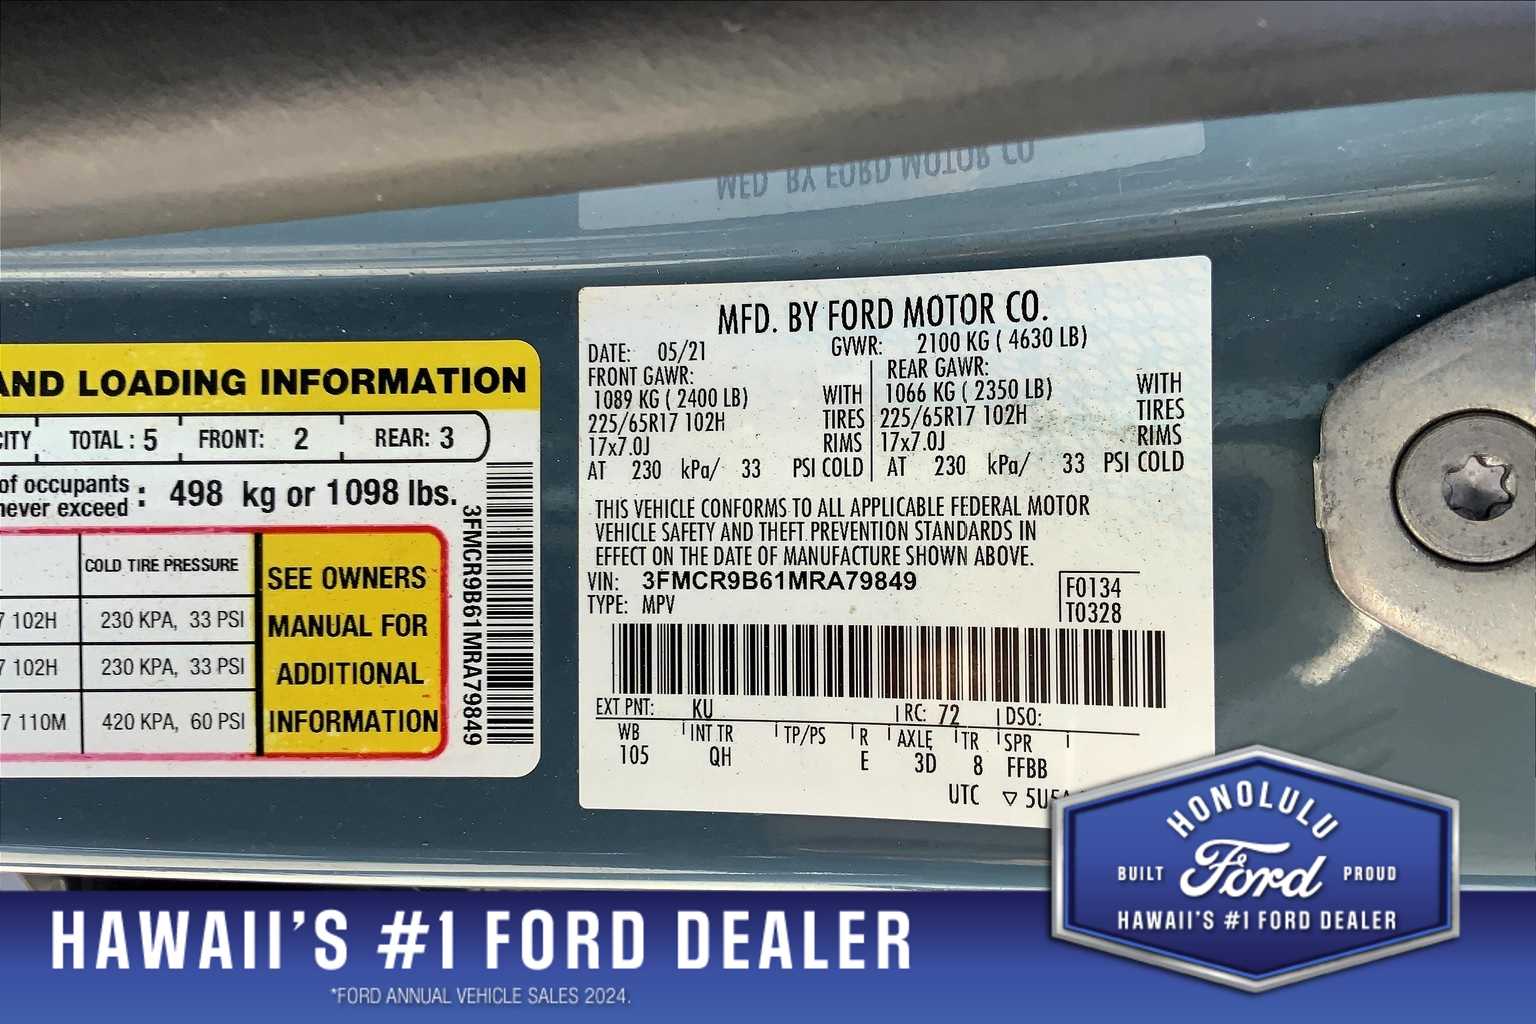 MFD. BY FORD MOTOR CO.
MFD. BY FORD MOTOR CO.
DATE: 05/21 GVWR: 2100 KG ( 4630 LB)
FRONT GAWR: REAR GAWR:
1089 KG ( 2400 LB) WITH 1066 KG ( 2350 LB) WITH
225/65R17 102H TIRES 225/65R17 102H TIRES
17x7.0J RIMS 17x7.0J RIMS
AT 230 kPa/ 33 PSI COLD AT 230 kPa/ 33 PSI COLD
THIS VEHICLE CONFORMS TO ALL APPLICABLE FEDERAL MOTOR
VEHICLE SAFETY AND THEFT PREVENTION STANDARDS IN
EFFECT ON THE DATE OF MANUFACTURE SHOWN ABOVE.
VIN: 3FMCR9B61MRA79849 F0134
TYPE: MPV T0328
EXT PNT: KU RC: 72 DSO:
WB INT TR TP/PS R AXLE TR SPR
105 QH E 3D 8 FFBB
UTC ▽ 5U5A
AND LOADING INFORMATION
CITY TOTAL : 5 FRONT: 2 REAR: 3
of occupants
never exceed : 498 kg or 1098 lbs.
COLD TIRE PRESSURE
7 102H 230 KPA, 33 PSI
7 102H 230 KPA, 33 PSI
7 110M 420 KPA, 60 PSI
SEE OWNERS
MANUAL FOR
ADDITIONAL
INFORMATION
3FMCR9B61MRA79849
HONOLULU
BUILT Ford PROUD
HAWAII'S #1 FORD DEALER
HAWAII'S #1 FORD DEALER
*FORD ANNUAL VEHICLE SALES 2024.